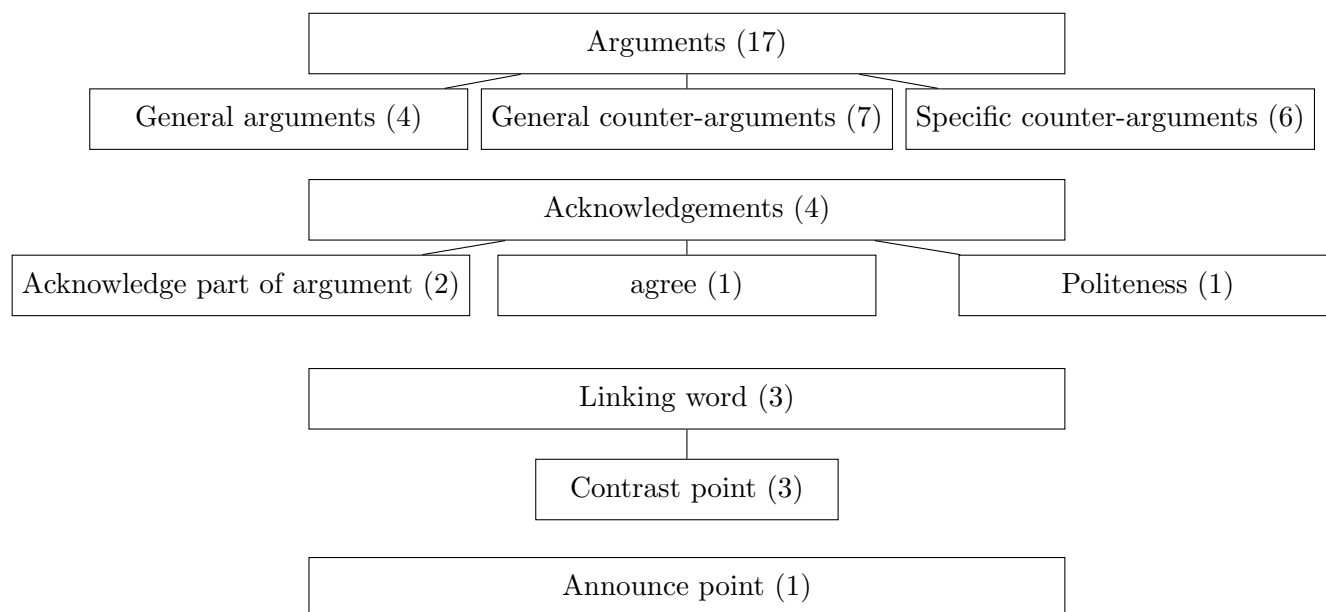 Arguments (17)
General arguments (4)
General counter-arguments (7)
Specific counter-arguments (6)
Acknowledgements (4)
Acknowledge part of argument (2)
agree (1)
Politeness (1)
Linking word (3)
Contrast point (3)
Announce point (1)